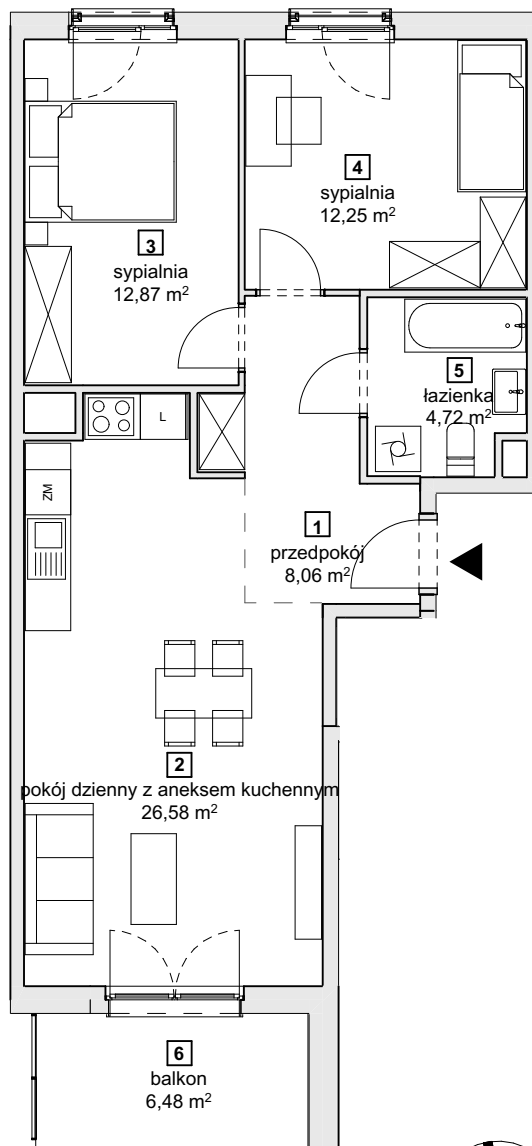 4
sypialnia
12,25 m²
3
sypialnia
12,87 m²
5
łazienka
4,72 m²
L
ZM
1
przedpokój
8,06 m²
2
pokój dzienny z aneksem kuchennym
26,58 m²
6
balkon
6,48 m²